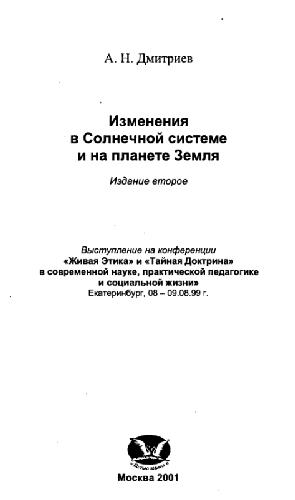 А. Н. Дмитриев
Изменения
в Солнечной системе
и на планете Земля
Издание второе
Выступление на конференции
«Живая Этика» и «Тайная Доктрина»
в современной науке, практической педагогике
и социальной жизни»
Екатеринбург, 08 – 09.08.99 г.
Москва 2001